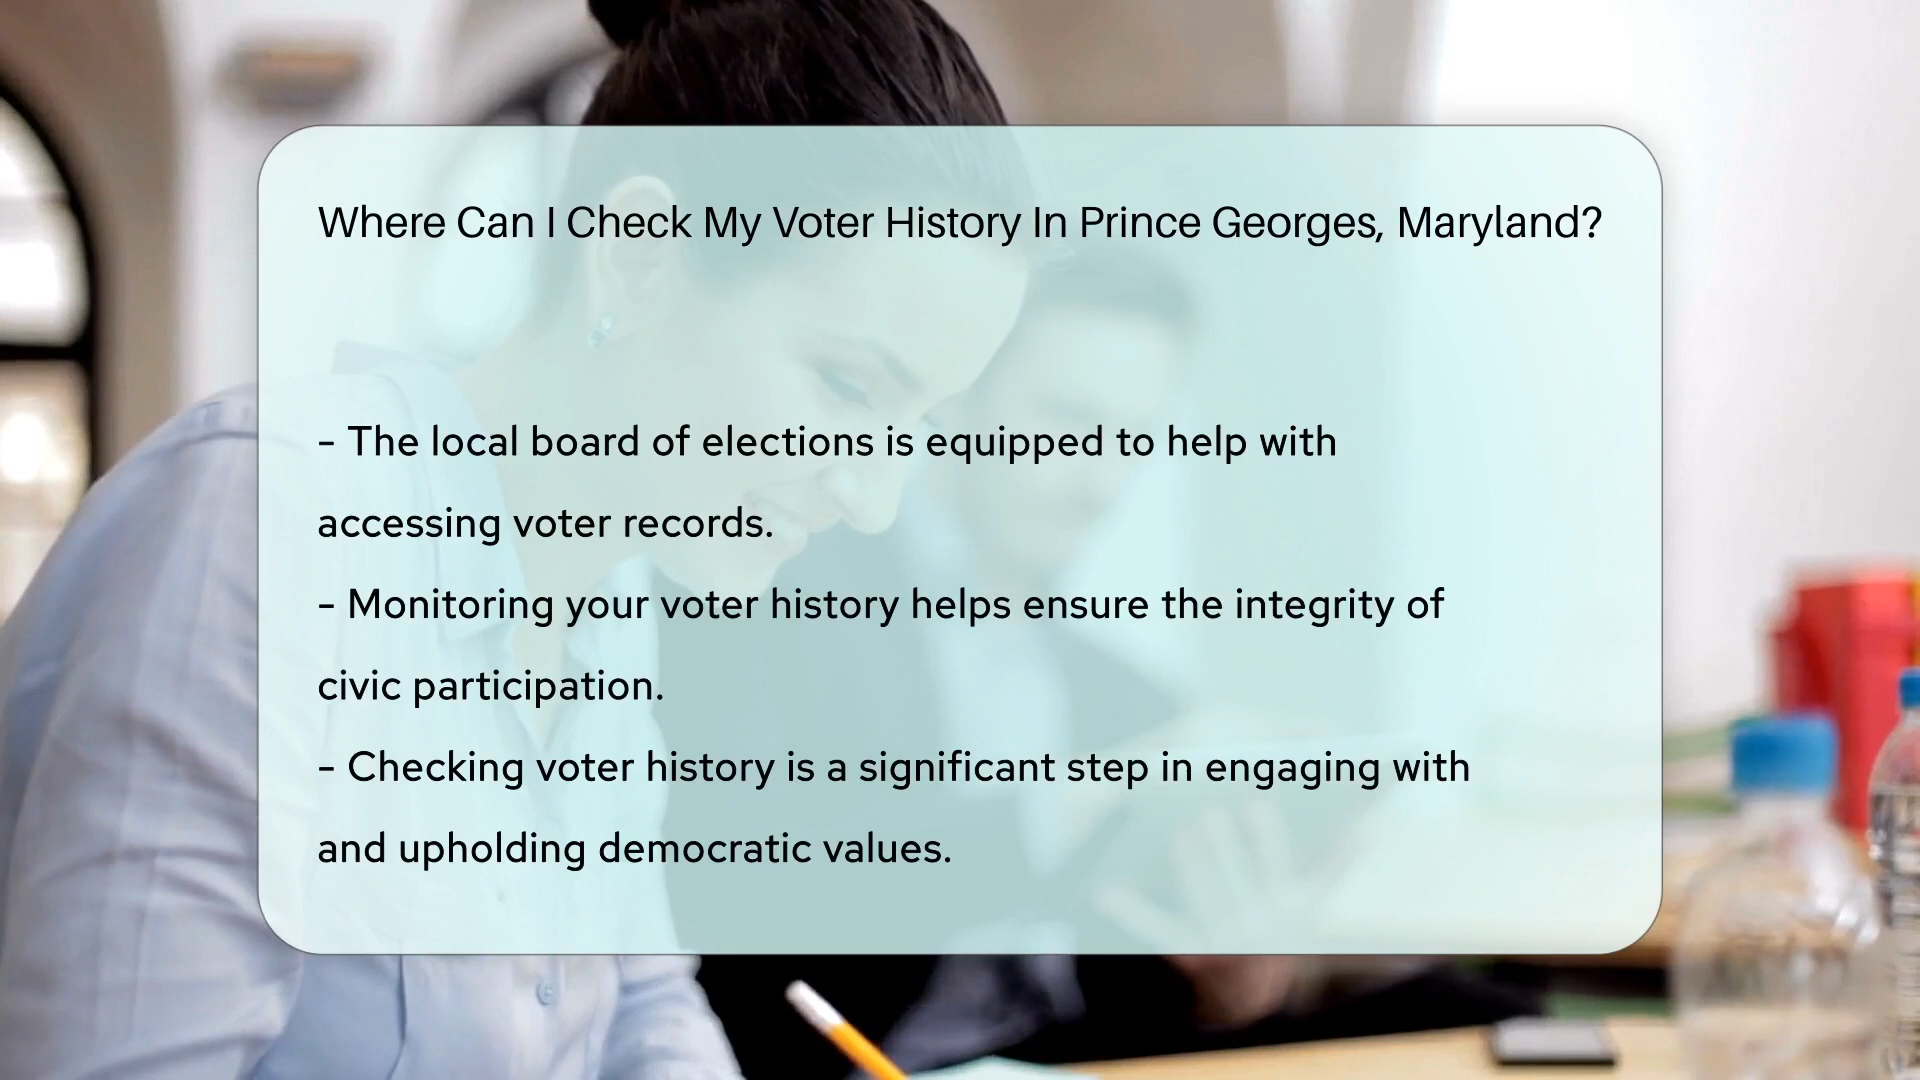 Where Can I Check My Voter History In Prince Georges, Maryland?
- The local board of elections is equipped to help with
accessing voter records.
- Monitoring your voter history helps ensure the integrity of
civic participation.
- Checking voter history is a significant step in engaging with
and upholding democratic values.